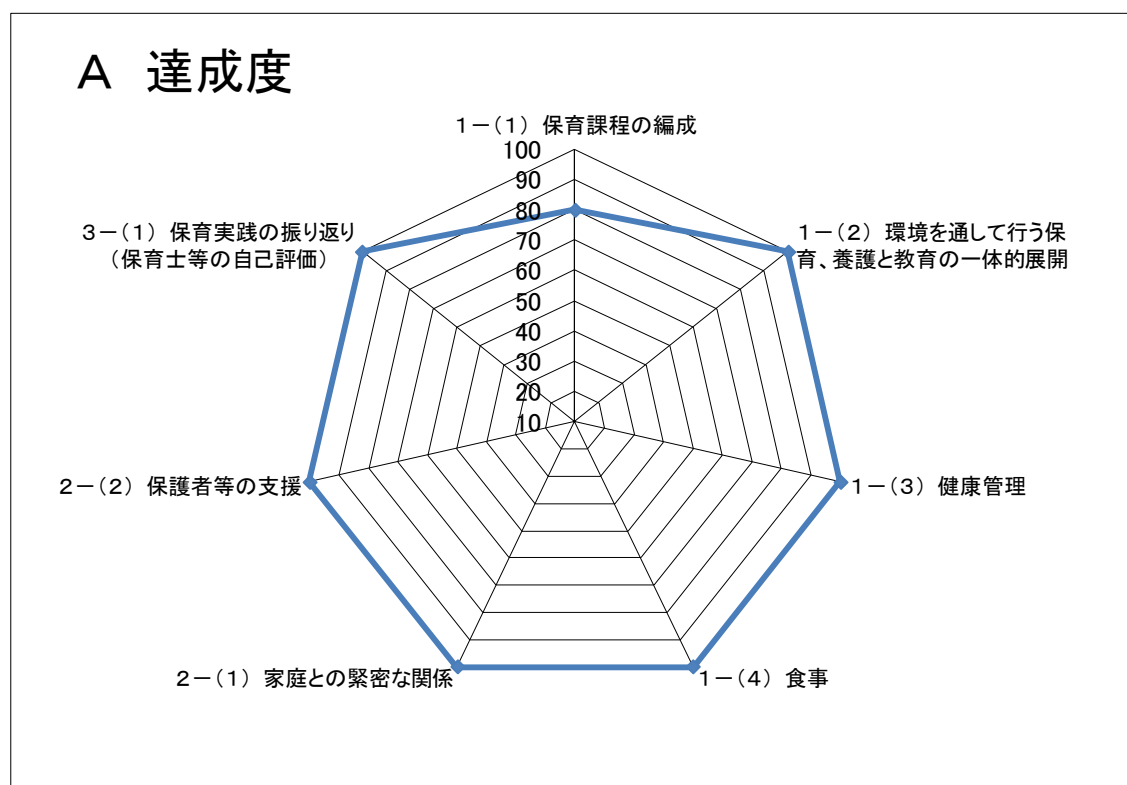 Ａ　達成度
１－（１）　保育課程の編成
100
90
80
70
60
50
40
30
20
10
１－（２）　環境を通して行う保
育、養護と教育の一体的展開
１－（３）　健康管理
１－（４）　食事
２－（１）　家庭との緊密な関係
２－（２）　保護者等の支援
３－（１）　保育実践の振り返り
（保育士等の自己評価）